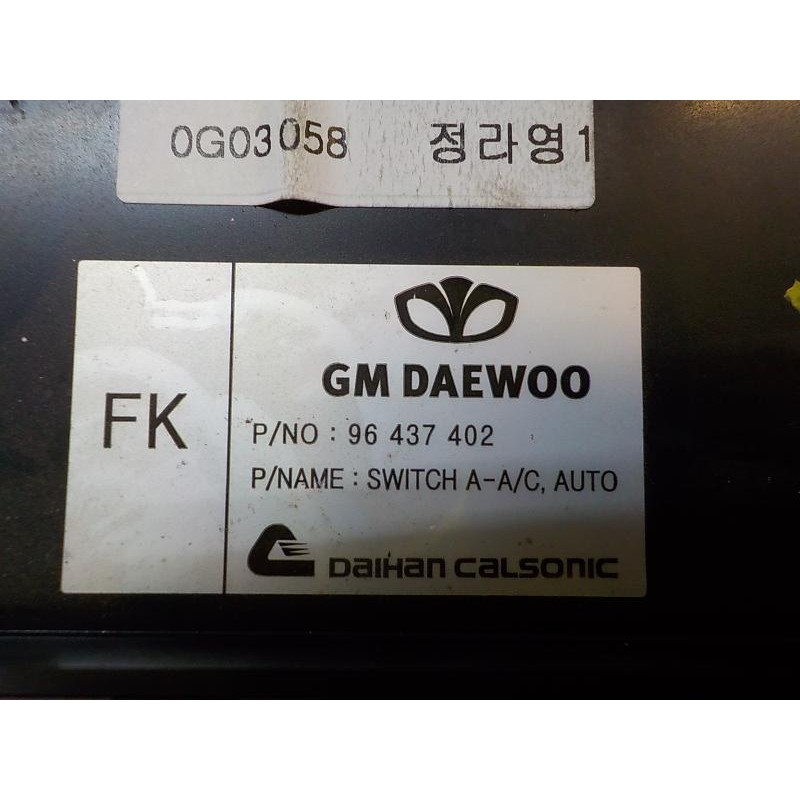 0G03058 정라영1
GM DAEWOO
FK
P/NO : 96 437 402
P/NAME : SWITCH A-A/C, AUTO
DAIHAN CALSONIC